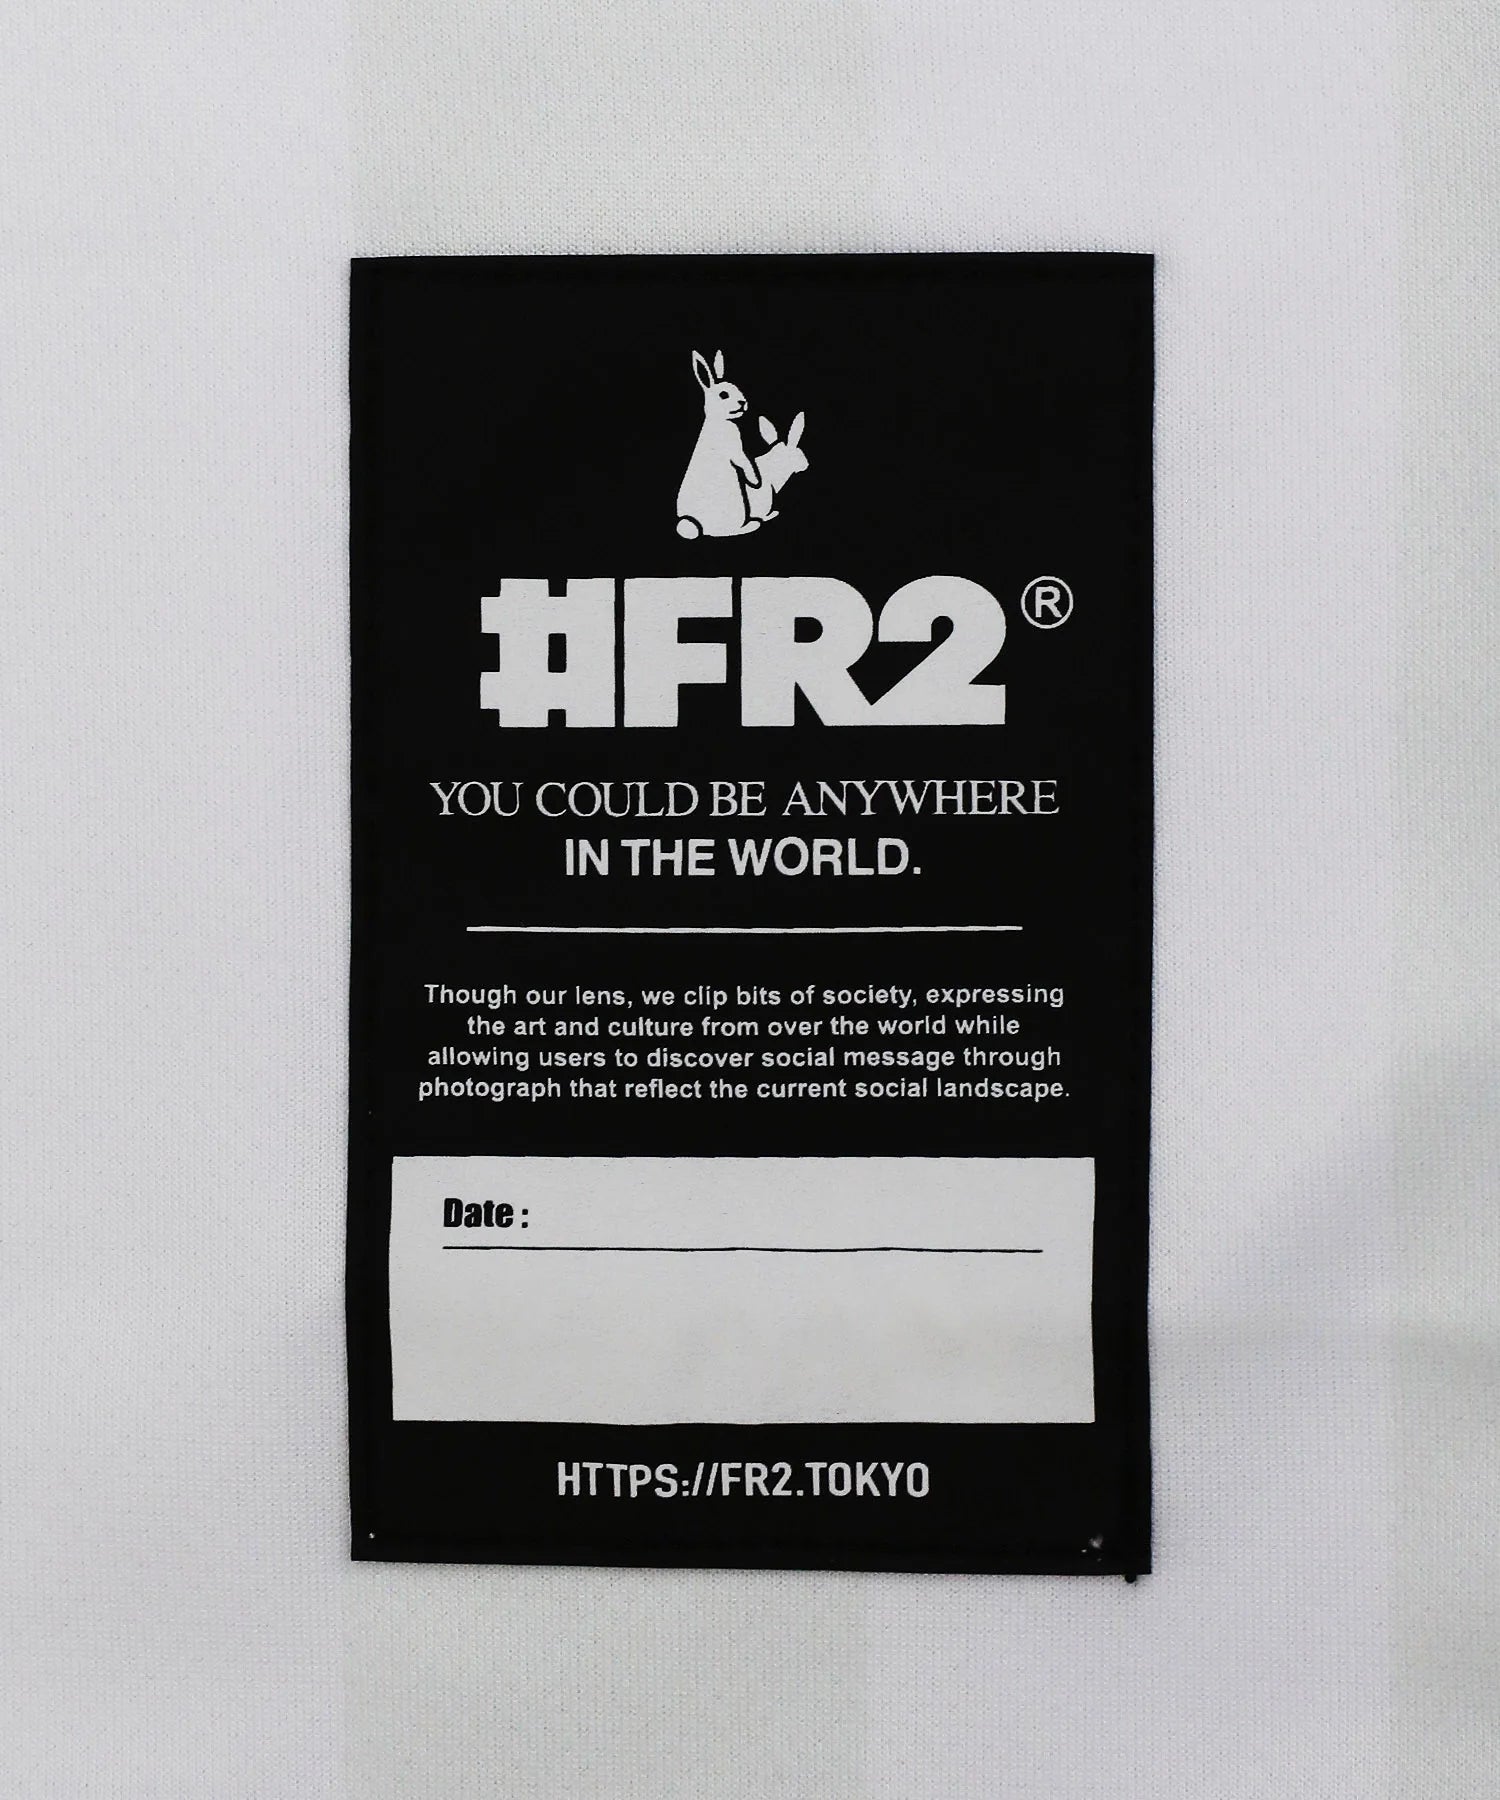 #FR2®
YOU COULD BE ANYWHERE
IN THE WORLD.
Though our lens, we clip bits of society, expressing
the art and culture from over the world while
allowing users to discover social message through
photograph that reflect the current social landscape.
Date :
HTTPS://FR2.TOKYO